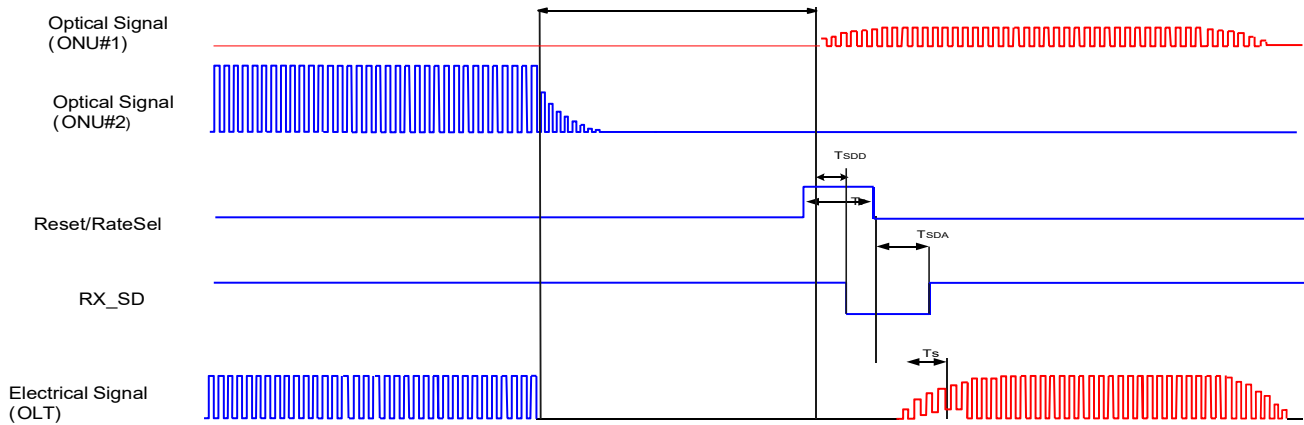 Optical Signal
(ONU#1)
Optical Signal
(ONU#2)
TSDD
Reset/RateSel
TSDA
RX_SD
Ts
Electrical Signal
(OLT)